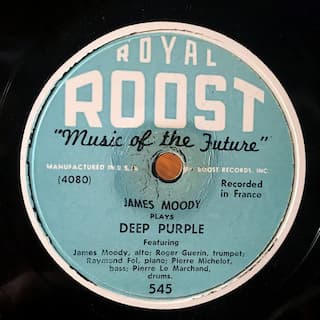 ROYAL
ROOST
"Music of the Future"
MANUFACTURED IN U.S. BY ROOST RECORDS, INC.
(4080)
Recorded
in France
JAMES MOODY
PLAYS
DEEP PURPLE
Featuring
James Moody, alto; Roger Guerin, trumpet;
Raymond Fol, piano; Pierre Michelot,
bass; Pierre Le Marchand,
drums.
545